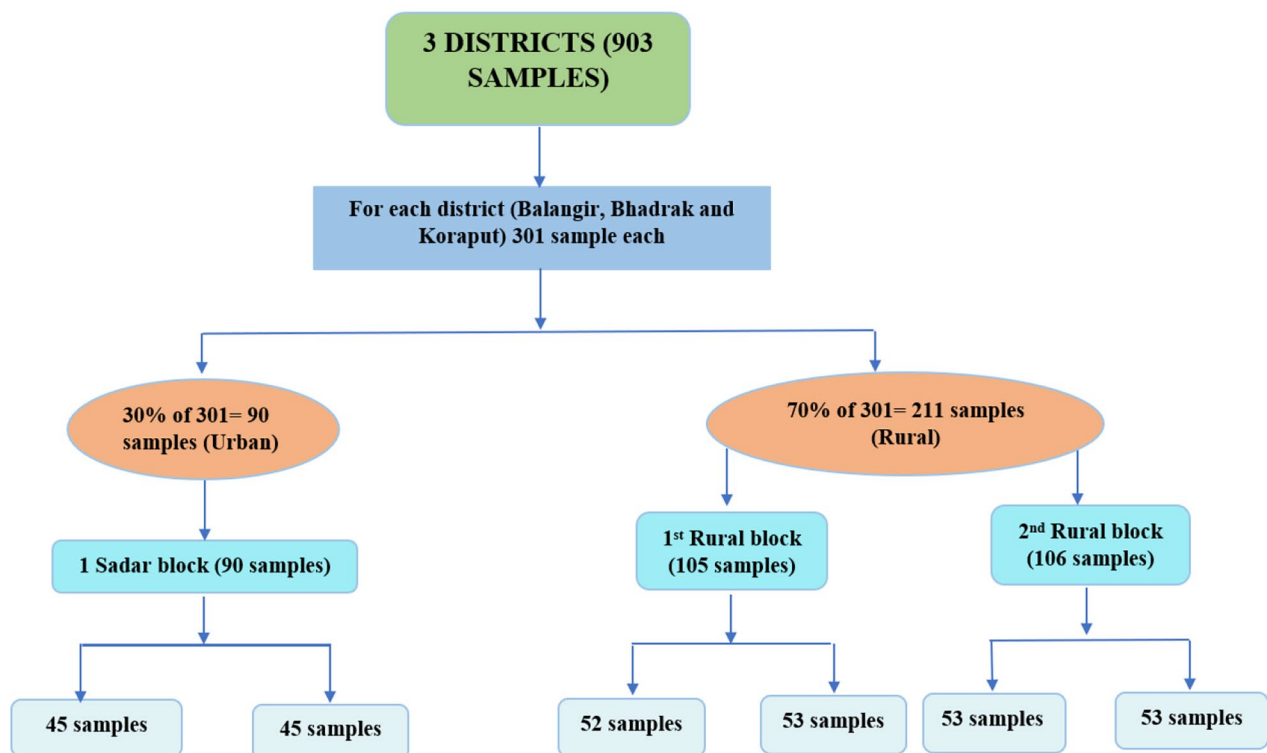 3 DISTRICTS (903
SAMPLES)
For each district (Balangir, Bhadrak and
Koraput) 301 sample each
30% of 301= 90
samples (Urban)
70% of 301= 211 samples
(Rural)
1 Sadar block (90 samples)
1st Rural block
(105 samples)
2nd Rural block
(106 samples)
45 samples
45 samples
52 samples
53 samples
53 samples
53 samples